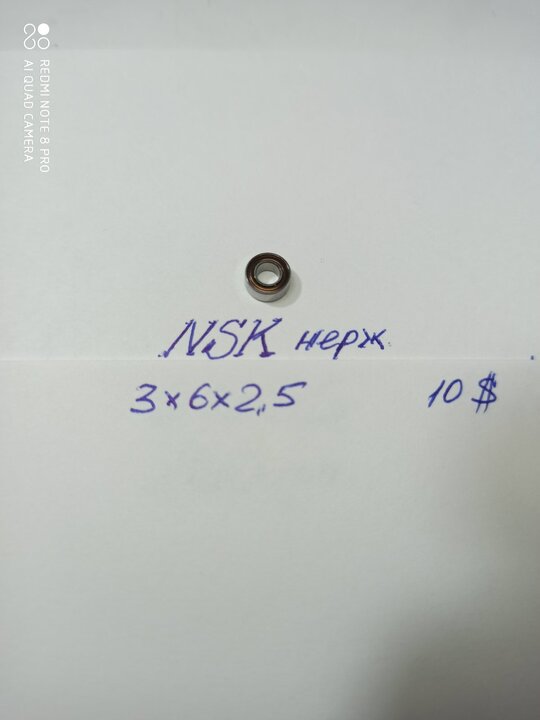 REDMI NOTE 8 PRO
AI QUAD CAMERA
NSK нерж
3×6×2,5 10$